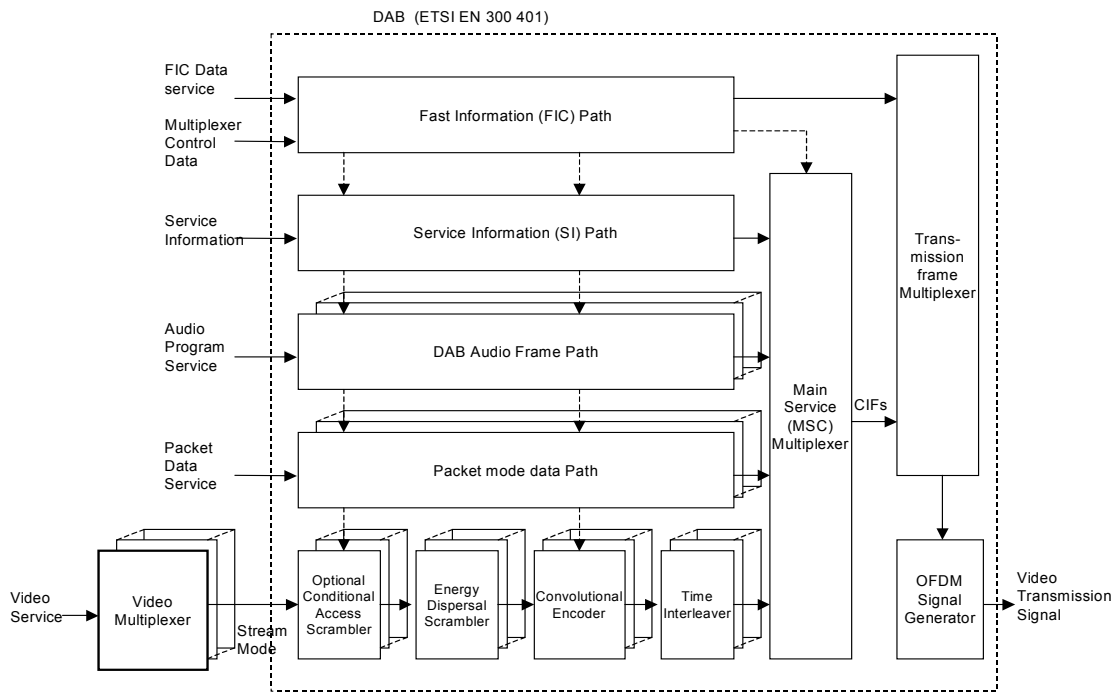 DAB (ETSI EN 300 401)
FIC Data
service
Multiplexer
Control
Data
Fast Information (FIC) Path
Service
Information
Service Information (SI) Path
Trans-
mission
frame
Multiplexer
Audio
Program
Service
DAB Audio Frame Path
Main
Service
(MSC)
Multiplexer
CIFs
Packet
Data
Service
Packet mode data Path
Video
Service
Video
Multiplexer
Stream
Mode
Optional
Conditional
Access
Scrambler
Energy
Dispersal
Scrambler
Convolutional
Encoder
Time
Interleaver
OFDM
Signal
Generator
Video
Transmission
Signal